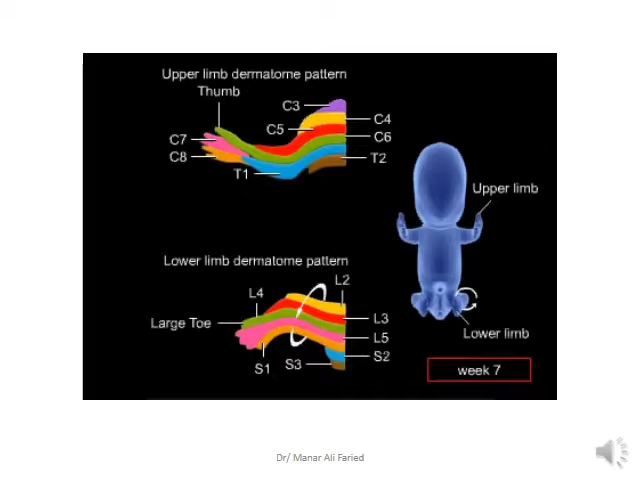 Upper limb dermatome pattern
Thumb
C3
C4
C5
C6
C7
C8
T2
T1
Upper limb
Lower limb dermatome pattern
L2
L4
Large Toe
L3
L5
S2
S1
S3
Lower limb
week 7
Dr/ Manar Ali Faried